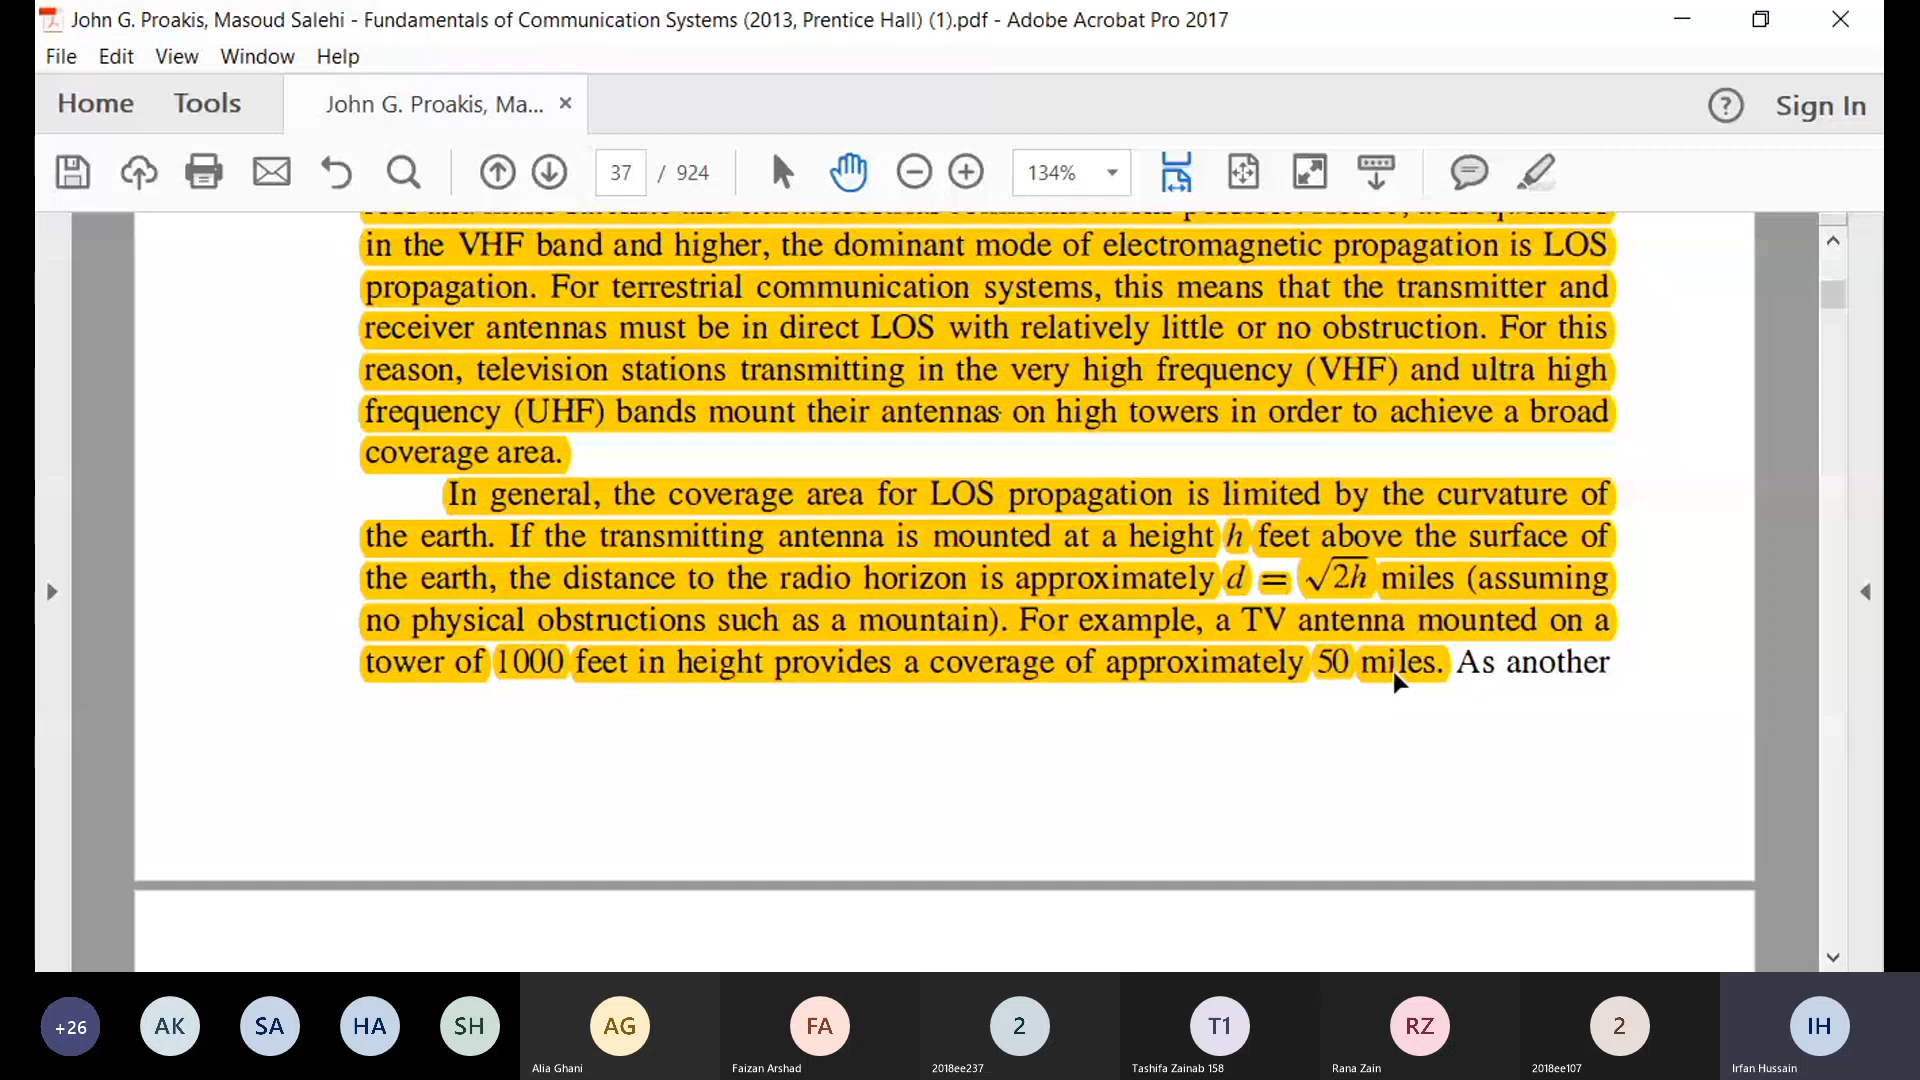 John G. Proakis, Masoud Salehi - Fundamentals of Communication Systems (2013, Prentice Hall) (1).pdf - Adobe Acrobat Pro 2017
File Edit View Window Help
Home Tools John G. Proakis, Ma... × ? Sign In
37 / 924 134%
in the VHF band and higher, the dominant mode of electromagnetic propagation is LOS
propagation. For terrestrial communication systems, this means that the transmitter and
receiver antennas must be in direct LOS with relatively little or no obstruction. For this
reason, television stations transmitting in the very high frequency (VHF) and ultra high
frequency (UHF) bands mount their antennas on high towers in order to achieve a broad
coverage area.
In general, the coverage area for LOS propagation is limited by the curvature of
the earth. If the transmitting antenna is mounted at a height h feet above the surface of
the earth, the distance to the radio horizon is approximately d = √2h miles (assuming
no physical obstructions such as a mountain). For example, a TV antenna mounted on a
tower of 1000 feet in height provides a coverage of approximately 50 miles. As another
+26 AK SA HA SH AG FA 2 T1 RZ 2 IH
Alia Ghani Faizan Arshad 2018ee237 Tashifa Zainab 158 Rana Zain 2018ee107 Irfan Hussain